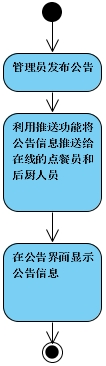 管理员发布公告
利用推送功能将
公告信息推送给
在线的点餐员和
后厨人员
在公告界面显示
公告信息